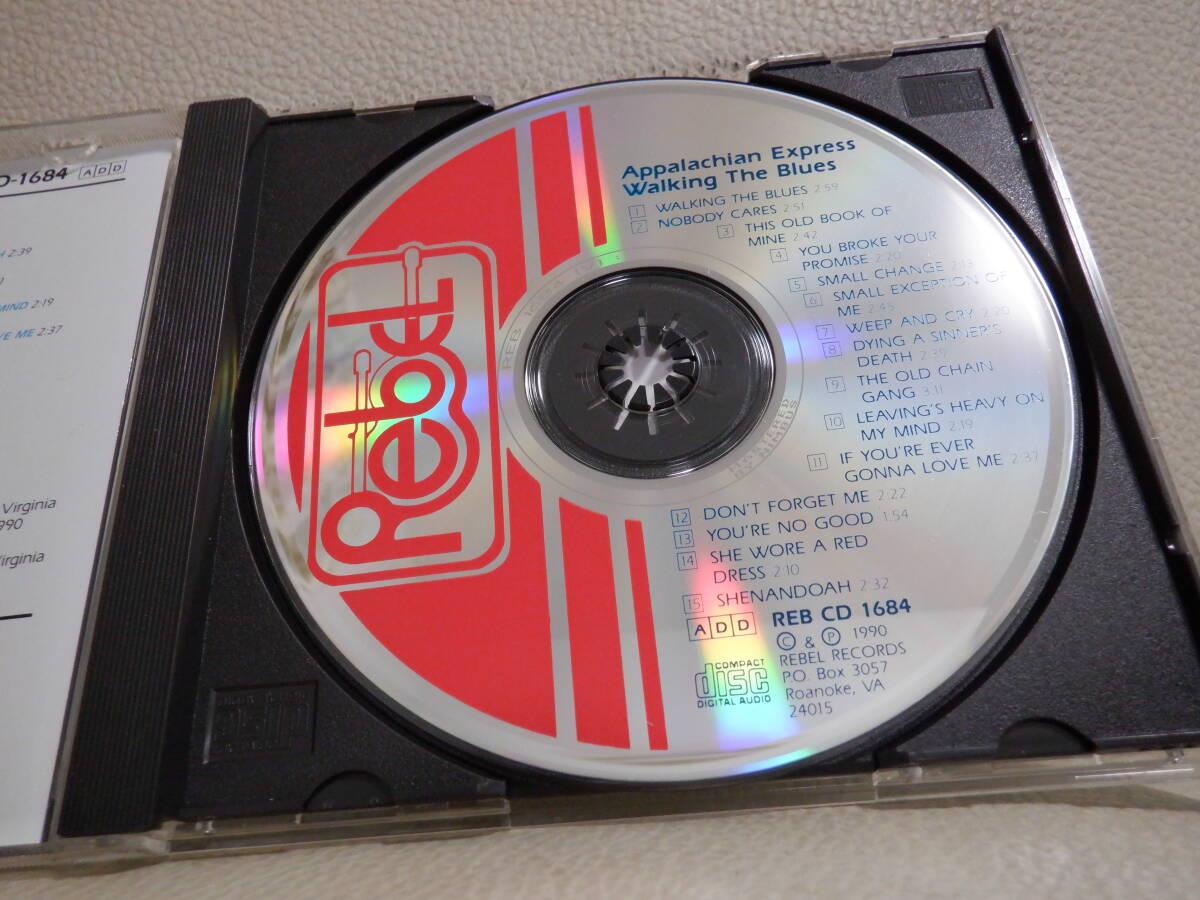 D-1684 ADD
H 2:39
MIND 2:19
VE ME 2:37
Virginia
990
Virginia
Rebel
Appalachian Express
Walking The Blues
1 WALKING THE BLUES 2:59
2 NOBODY CARES 2:51
3 THIS OLD BOOK OF
MINE 2:42
4 YOU BROKE YOUR
PROMISE 2:20
5 SMALL CHANGE
6 SMALL EXCEPTION OF
ME 2:45
7 WEEP AND CRY 2:20
8 DYING A SINNER'S
DEATH 2:39
9 THE OLD CHAIN
GANG 3:11
10 LEAVING'S HEAVY ON
MY MIND 2:19
11 IF YOU'RE EVER
GONNA LOVE ME 2:37
12 DON'T FORGET ME 2:22
13 YOU'RE NO GOOD 1:54
14 SHE WORE A RED
DRESS 2:10
15 SHENANDOAH 2:32
ADD REB CD 1684
© & ℗ 1990
REBEL RECORDS
P.O. Box 3057
Roanoke, VA
24015
COMPACT
disc
DIGITAL AUDIO
REB
MASTERED
BY NIMBUS